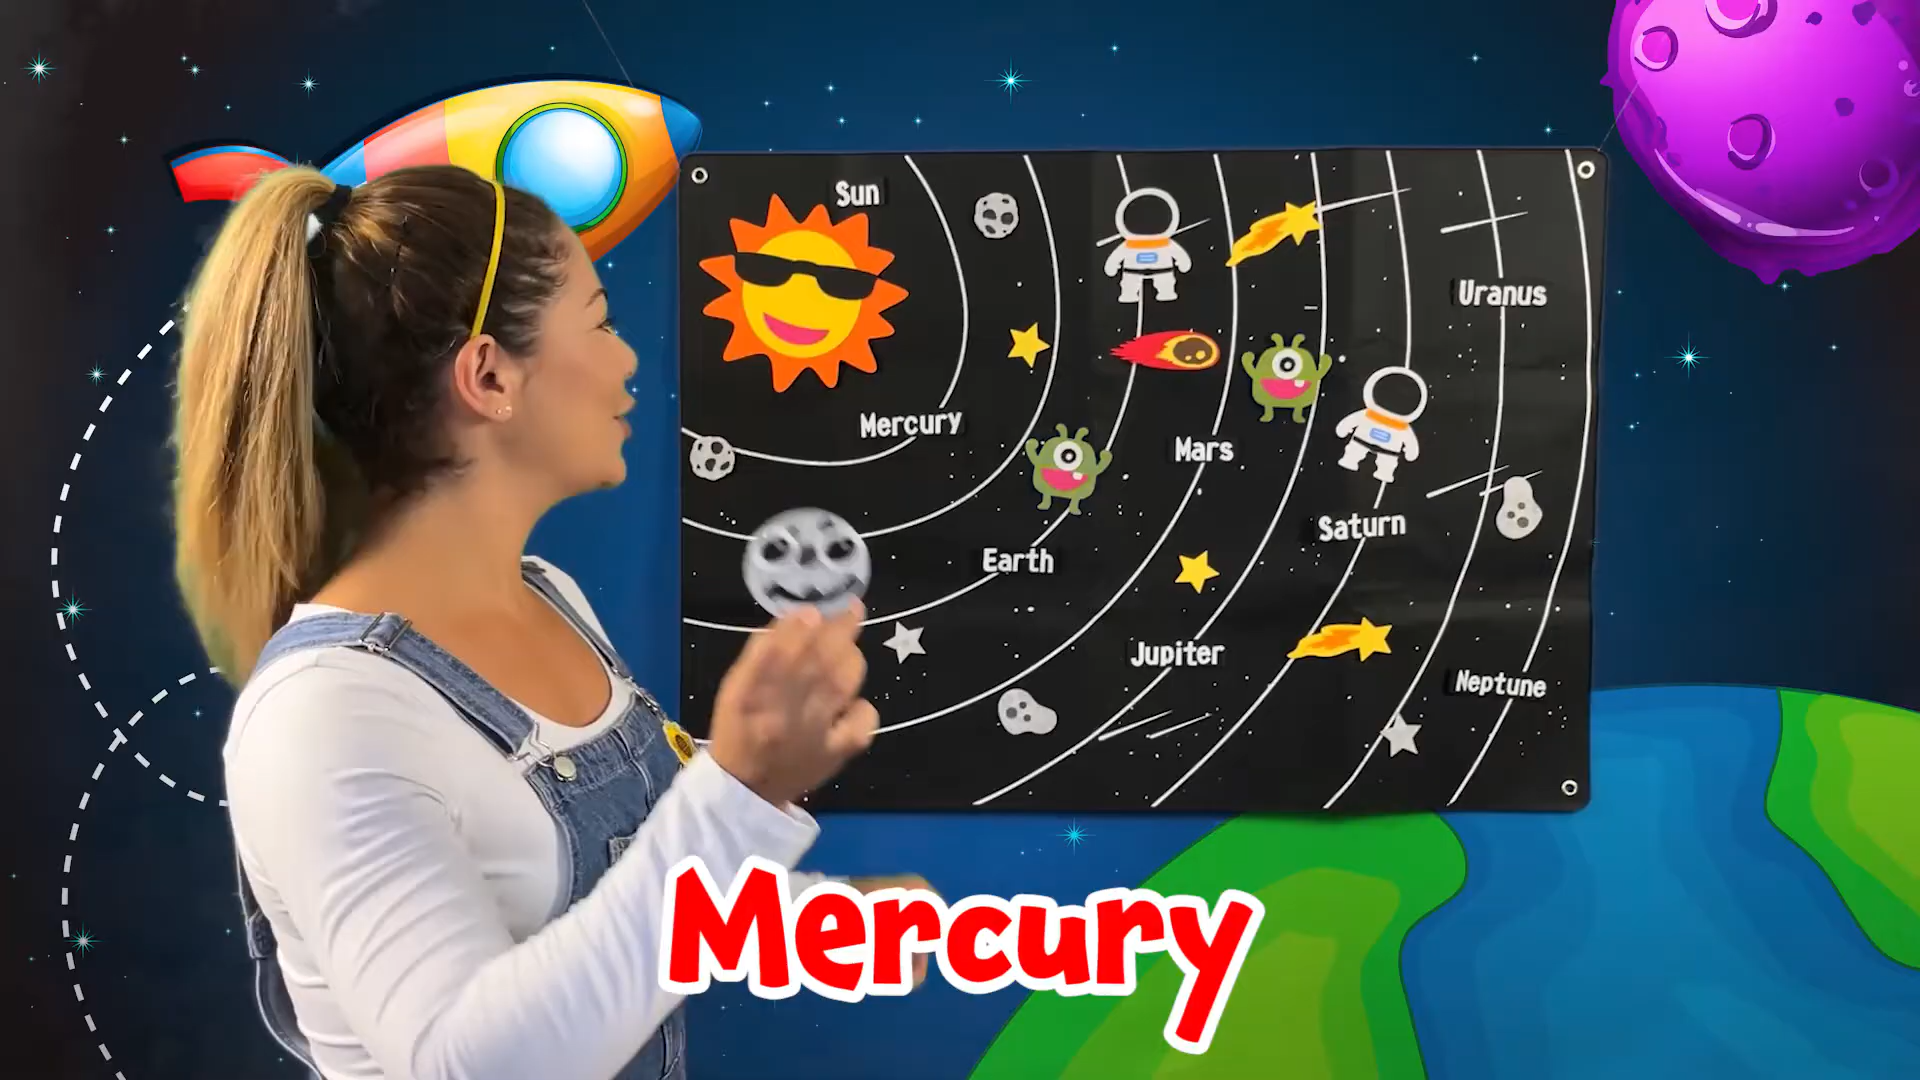 Sun
Uranus
Mercury
Mars
Saturn
Earth
Jupiter
Neptune
Mercury